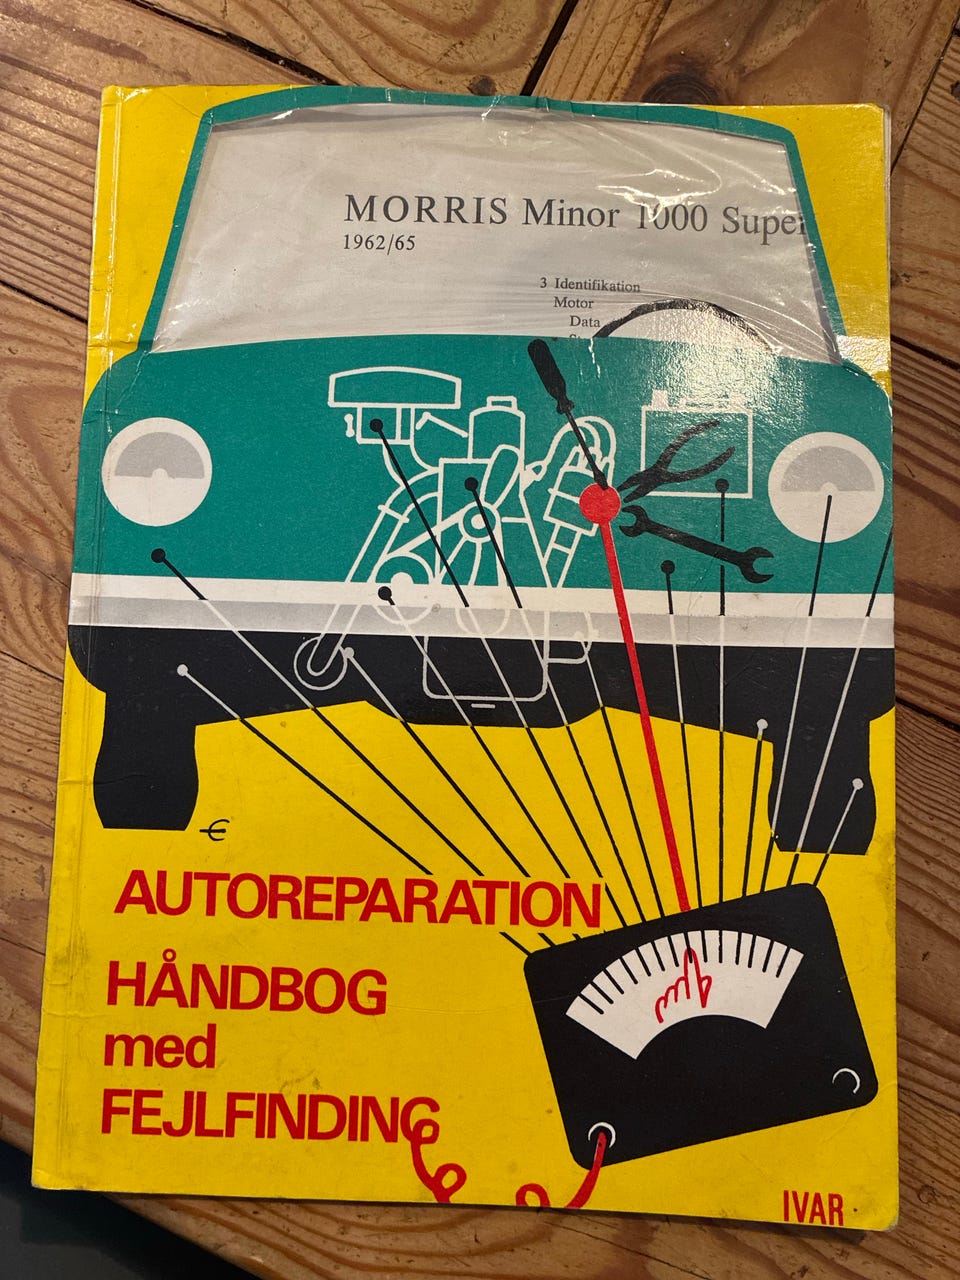 MORRIS Minor 1000 Super
1962/65
3 Identifikation
Motor
Data
AUTOREPARATION
HÅNDBOG
med
FEJLFINDING
IVAR